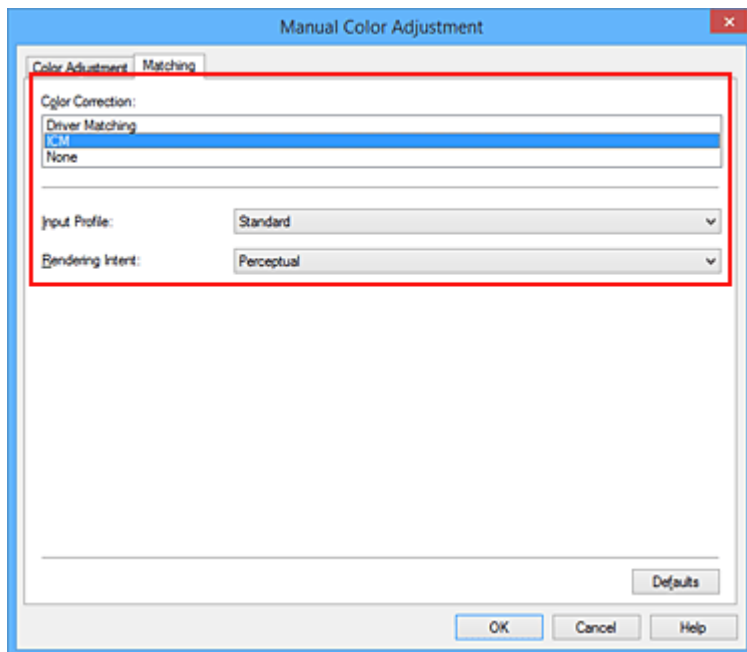 Manual Color Adjustment
Color Adjustment Matching
Color Correction:
Driver Matching
ICM
None
Input Profile: Standard
Rendering Intent: Perceptual
Defaults
OK Cancel Help